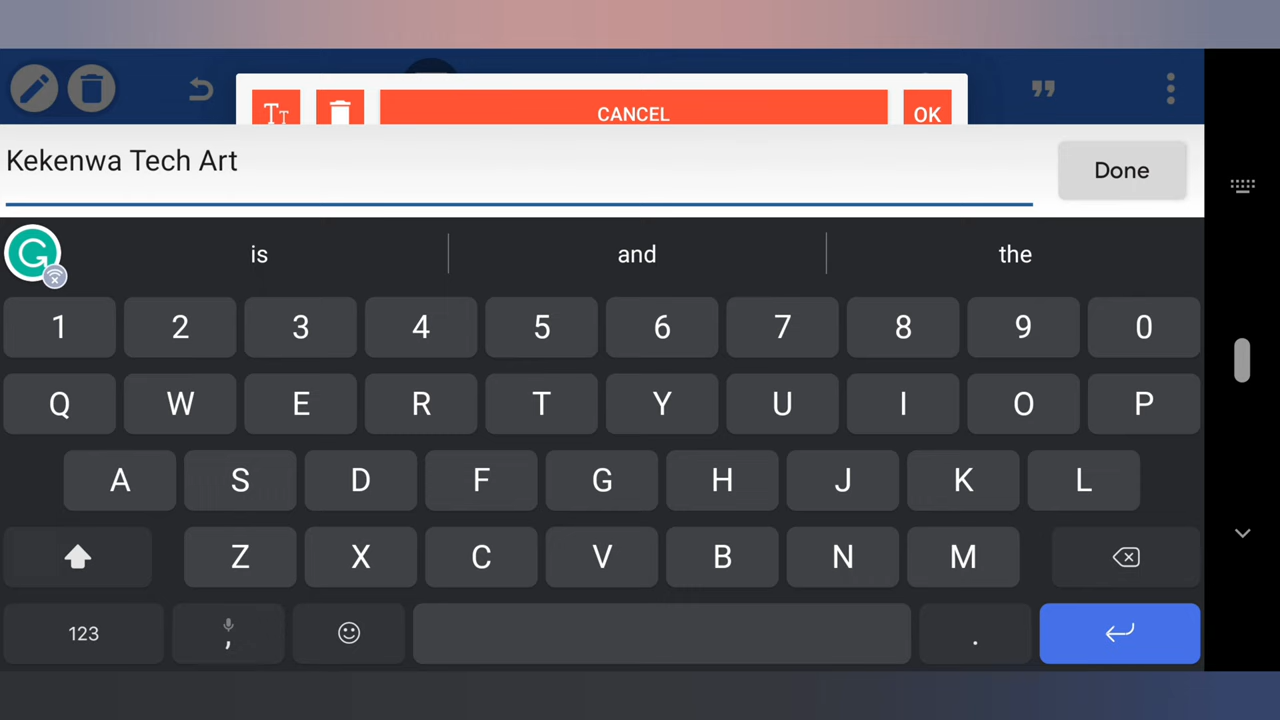 Tт CANCEL OK
Kekenwa Tech Art
Done
is and the
1 2 3 4 5 6 7 8 9 0
Q W E R T Y U I O P
A S D F G H J K L
Z X C V B N M
123 , .